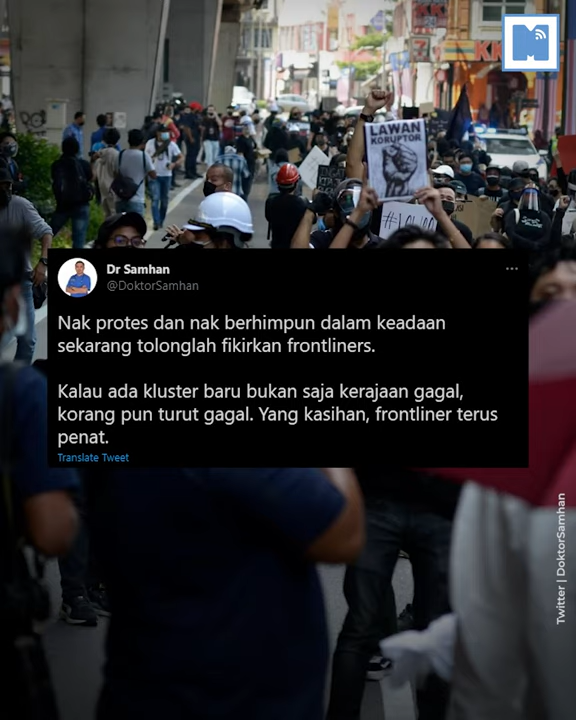 KK
LAWAN
KORUPTOR
Dr Samhan
@DoktorSamhan
Nak protes dan nak berhimpun dalam keadaan
sekarang tolonglah fikirkan frontliners.
Kalau ada kluster baru bukan saja kerajaan gagal,
korang pun turut gagal. Yang kasihan, frontliner terus
penat.
Translate Tweet
Twitter | DoktorSamhan